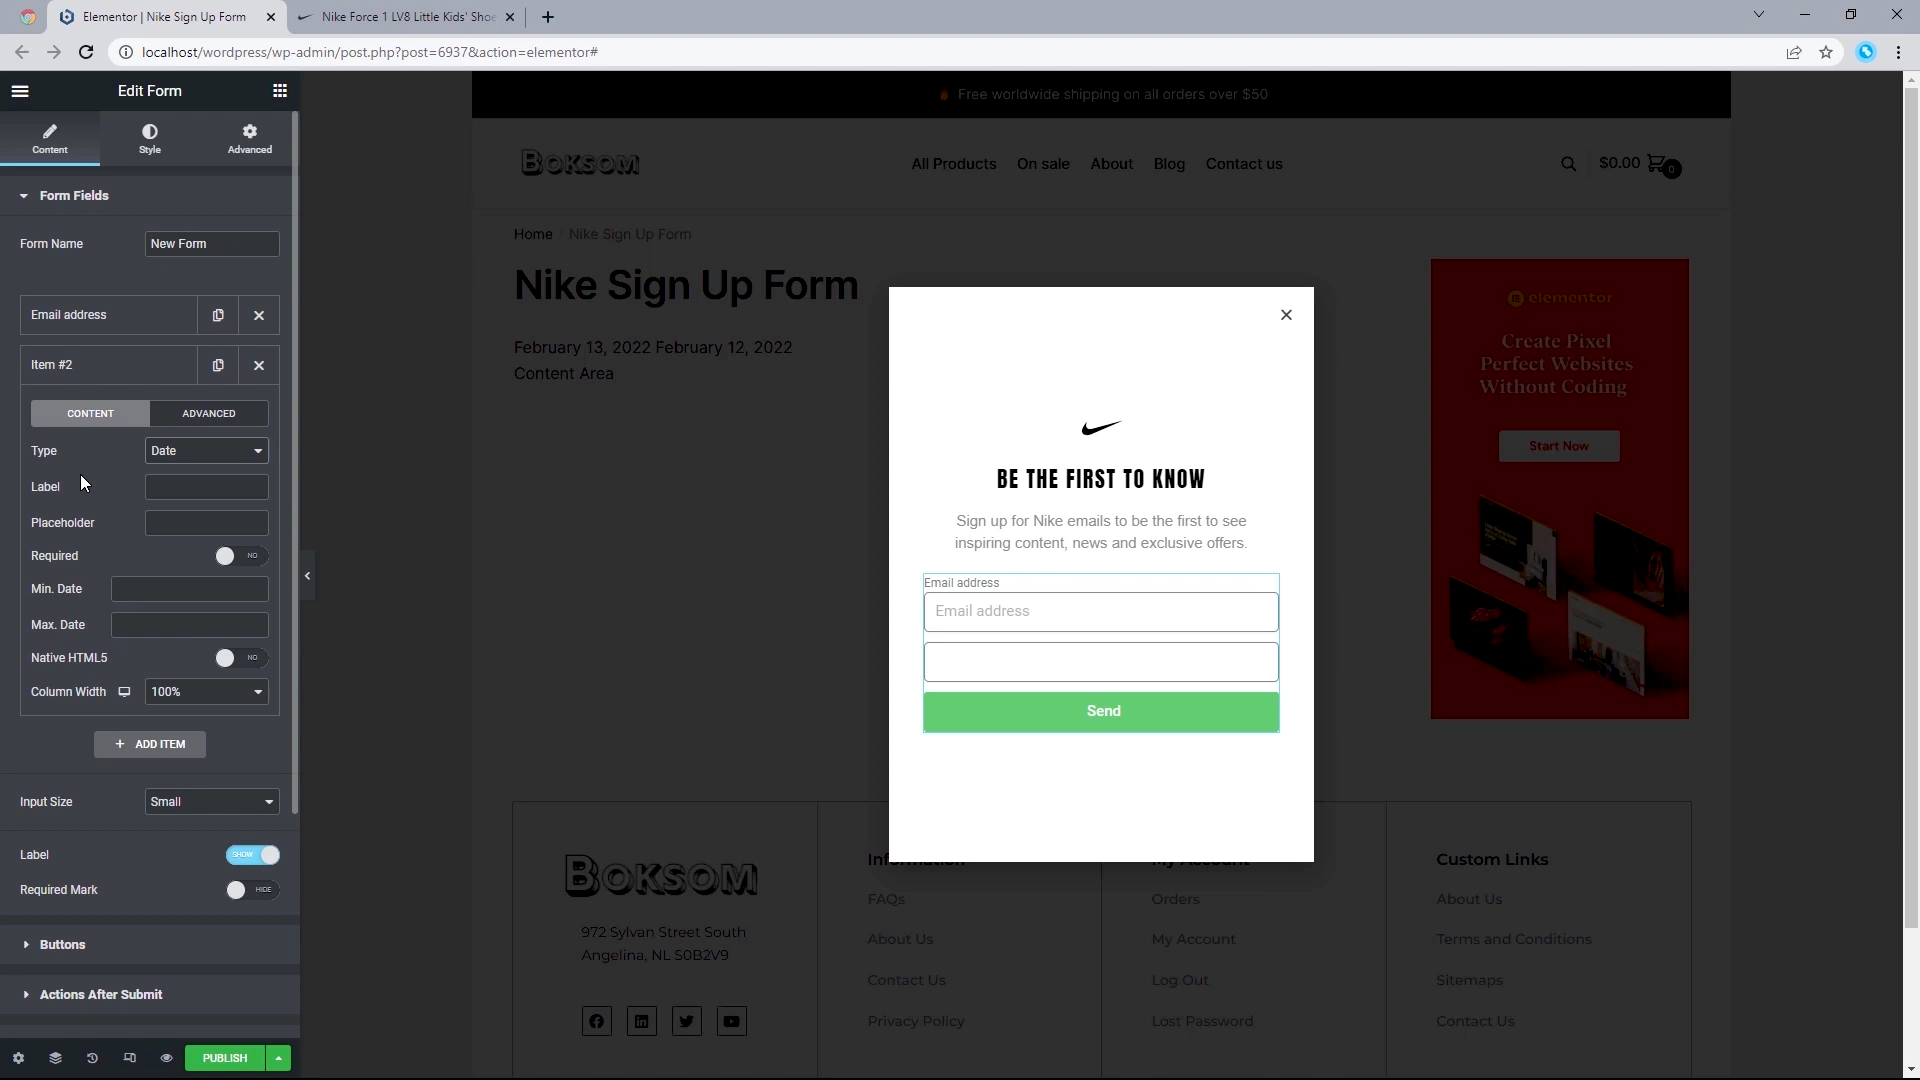 Elementor | Nike Sign Up Form
Nike Force 1 LV8 Little Kids' Shoe
localhost/wordpress/wp-admin/post.php?post=6937&action=elementor#
Edit Form
Content
Style
Advanced
Form Fields
Form Name
New Form
Email address
Item #2
CONTENT
ADVANCED
Type
Date
Label
Placeholder
Required
NO
Min. Date
Max. Date
Native HTML5
NO
Column Width
100%
+ ADD ITEM
Input Size
Small
Label
SHOW
Required Mark
HIDE
Buttons
Actions After Submit
PUBLISH
Free worldwide shipping on all orders over $50
BOKSOM
All Products
On sale
About
Blog
Contact us
$0.00
0
Home / Nike Sign Up Form
Nike Sign Up Form
February 13, 2022 February 12, 2022
Content Area
BE THE FIRST TO KNOW
Sign up for Nike emails to be the first to see
inspiring content, news and exclusive offers.
Email address
Email address
Send
elementor
Create Pixel
Perfect Websites
Without Coding
Start Now
BOKSOM
972 Sylvan Street South
Angelina, NL S0B2V9
Information
FAQs
About Us
Contact Us
Privacy Policy
My Account
Orders
My Account
Log Out
Lost Password
Custom Links
About Us
Terms and Conditions
Sitemaps
Contact Us